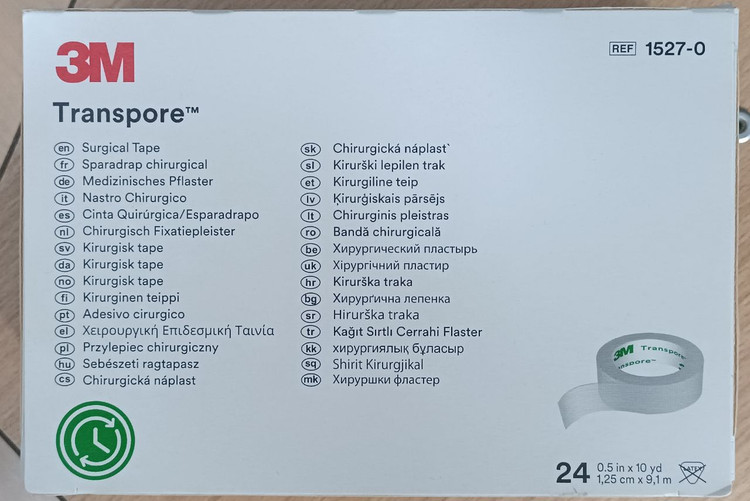 3M
REF 1527-0
Transpore™
en Surgical Tape
fr Sparadrap chirurgical
de Medizinisches Pflaster
it Nastro Chirurgico
es Cinta Quirúrgica/Esparadrapo
nl Chirurgisch Fixatiepleister
sv Kirurgisk tape
da Kirurgisk tape
no Kirurgisk tape
fi Kirurginen teippi
pt Adesivo cirurgico
el Χειρουργική Επιδεσμική Ταινία
pl Przylepiec chirurgiczny
hu Sebészeti ragtapasz
cs Chirurgická náplast
sk Chirurgická náplasť
sl Kirurški lepilen trak
et Kirurgiline teip
lv Ķirurģiskais pārsējs
lt Chirurginis pleistras
ro Bandă chirurgicală
be Хирургический пластырь
uk Хірургічний пластир
hr Kirurška traka
bg Хирургична лепенка
sr Hirurška traka
tr Kağıt Sırtlı Cerrahi Flaster
kk хирургиялық бұласыр
sq Shirit Kirurgjikal
mk Хируршки фластер
3M Transpore
nspore™
24 0.5 in x 10 yd
1,25 cm x 9,1 m
LATEX